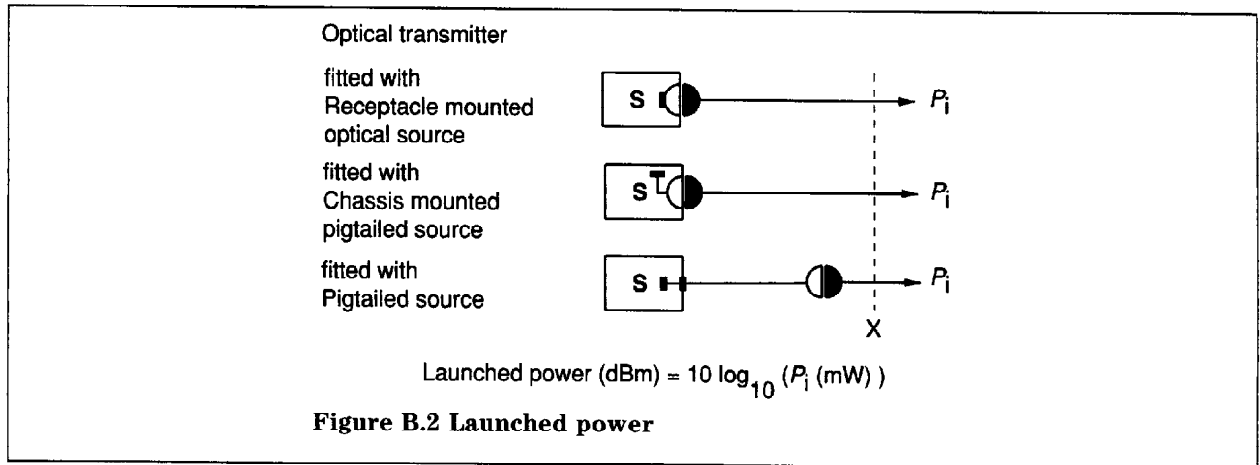 Optical transmitter
fitted with
Receptacle mounted
optical source
S
Pi
fitted with
Chassis mounted
pigtailed source
S
Pi
fitted with
Pigtailed source
S
Pi
X
Launched power (dBm) = 10 log10 (Pi (mW) )
Figure B.2 Launched power